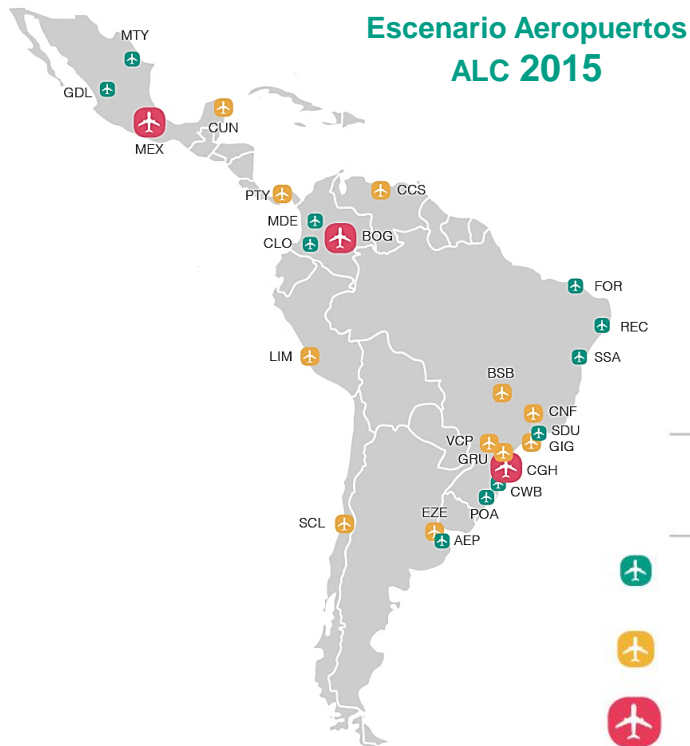 Escenario Aeropuertos
ALC 2015
MTY
GDL
CUN
MEX
PTY
CCS
MDE
BOG
CLO
FOR
REC
LIM
SSA
BSB
CNF
SDU
VCP
GIG
GRU
CGH
CWB
POA
SCL
EZE
AEP